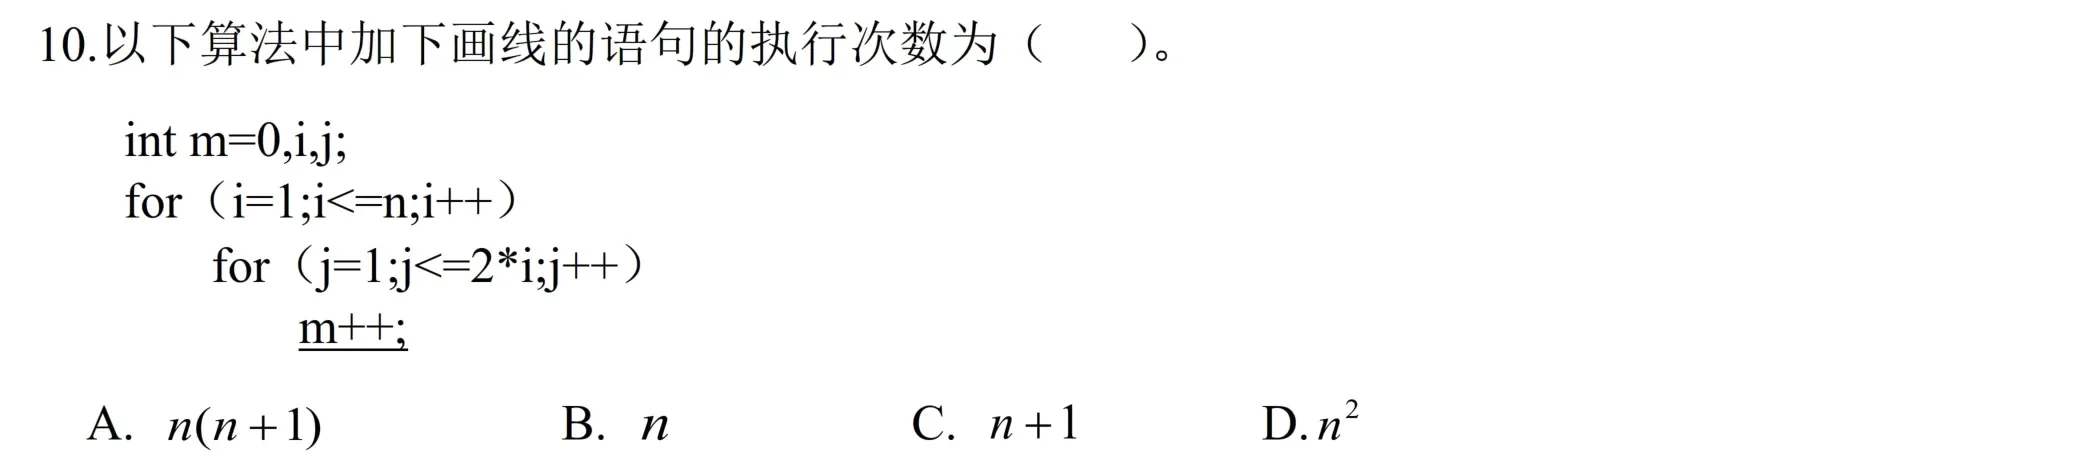 10.以下算法中加下画线的语句的执行次数为（　　）。
int m=0,i,j;
for（i=1;i<=n;i++）
for（j=1;j<=2*i;j++）
m++;
A. n(n+1)　　B. n　　C. n+1　　D. n²